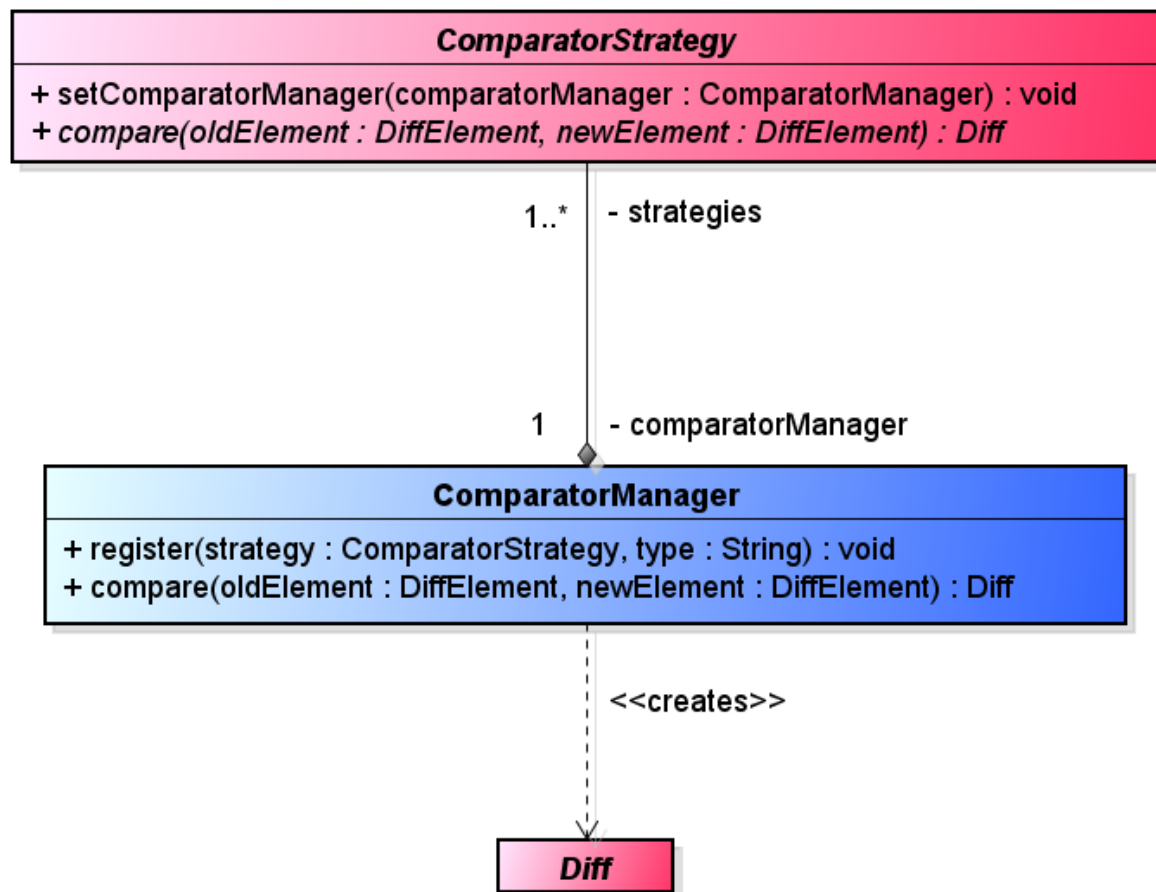 ComparatorStrategy
+ setComparatorManager(comparatorManager : ComparatorManager) : void
+ compare(oldElement : DiffElement, newElement : DiffElement) : Diff
1..* - strategies
1 - comparatorManager
ComparatorManager
+ register(strategy : ComparatorStrategy, type : String) : void
+ compare(oldElement : DiffElement, newElement : DiffElement) : Diff
<<creates>>
Diff